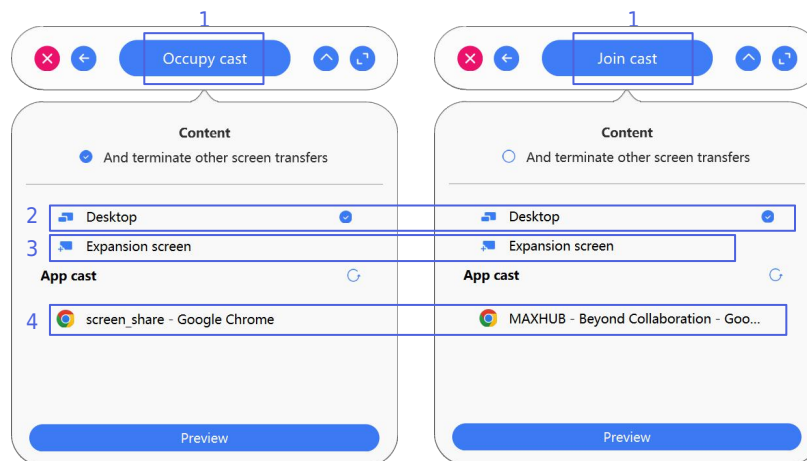 1
Occupy cast
Content
And terminate other screen transfers
2
Desktop
3
Expansion screen
App cast
4
screen_share - Google Chrome
Preview
1
Join cast
Content
And terminate other screen transfers
Desktop
Expansion screen
App cast
MAXHUB - Beyond Collaboration - Goo...
Preview